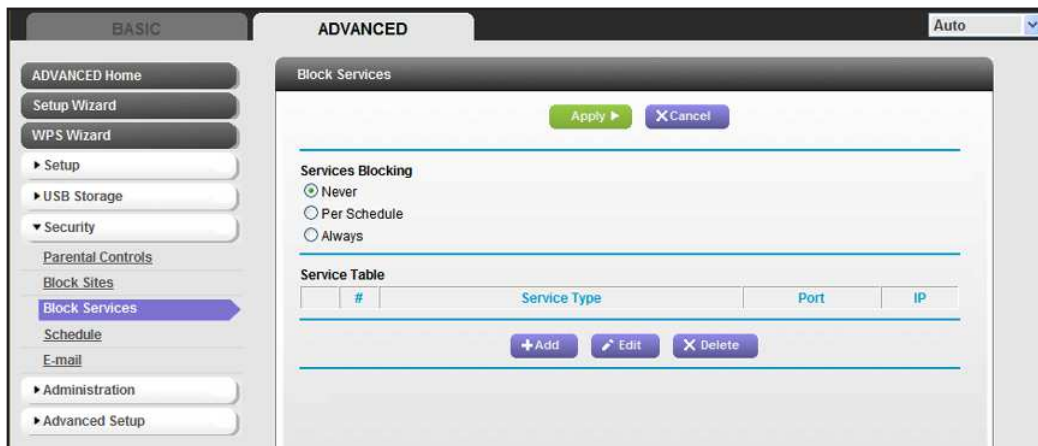 BASIC
ADVANCED
Auto
ADVANCED Home
Setup Wizard
WPS Wizard
Setup
USB Storage
Security
Parental Controls
Block Sites
Block Services
Schedule
E-mail
Administration
Advanced Setup
Block Services
Apply
Cancel
Services Blocking
Never
Per Schedule
Always
Service Table
# Service Type Port IP
Add Edit Delete